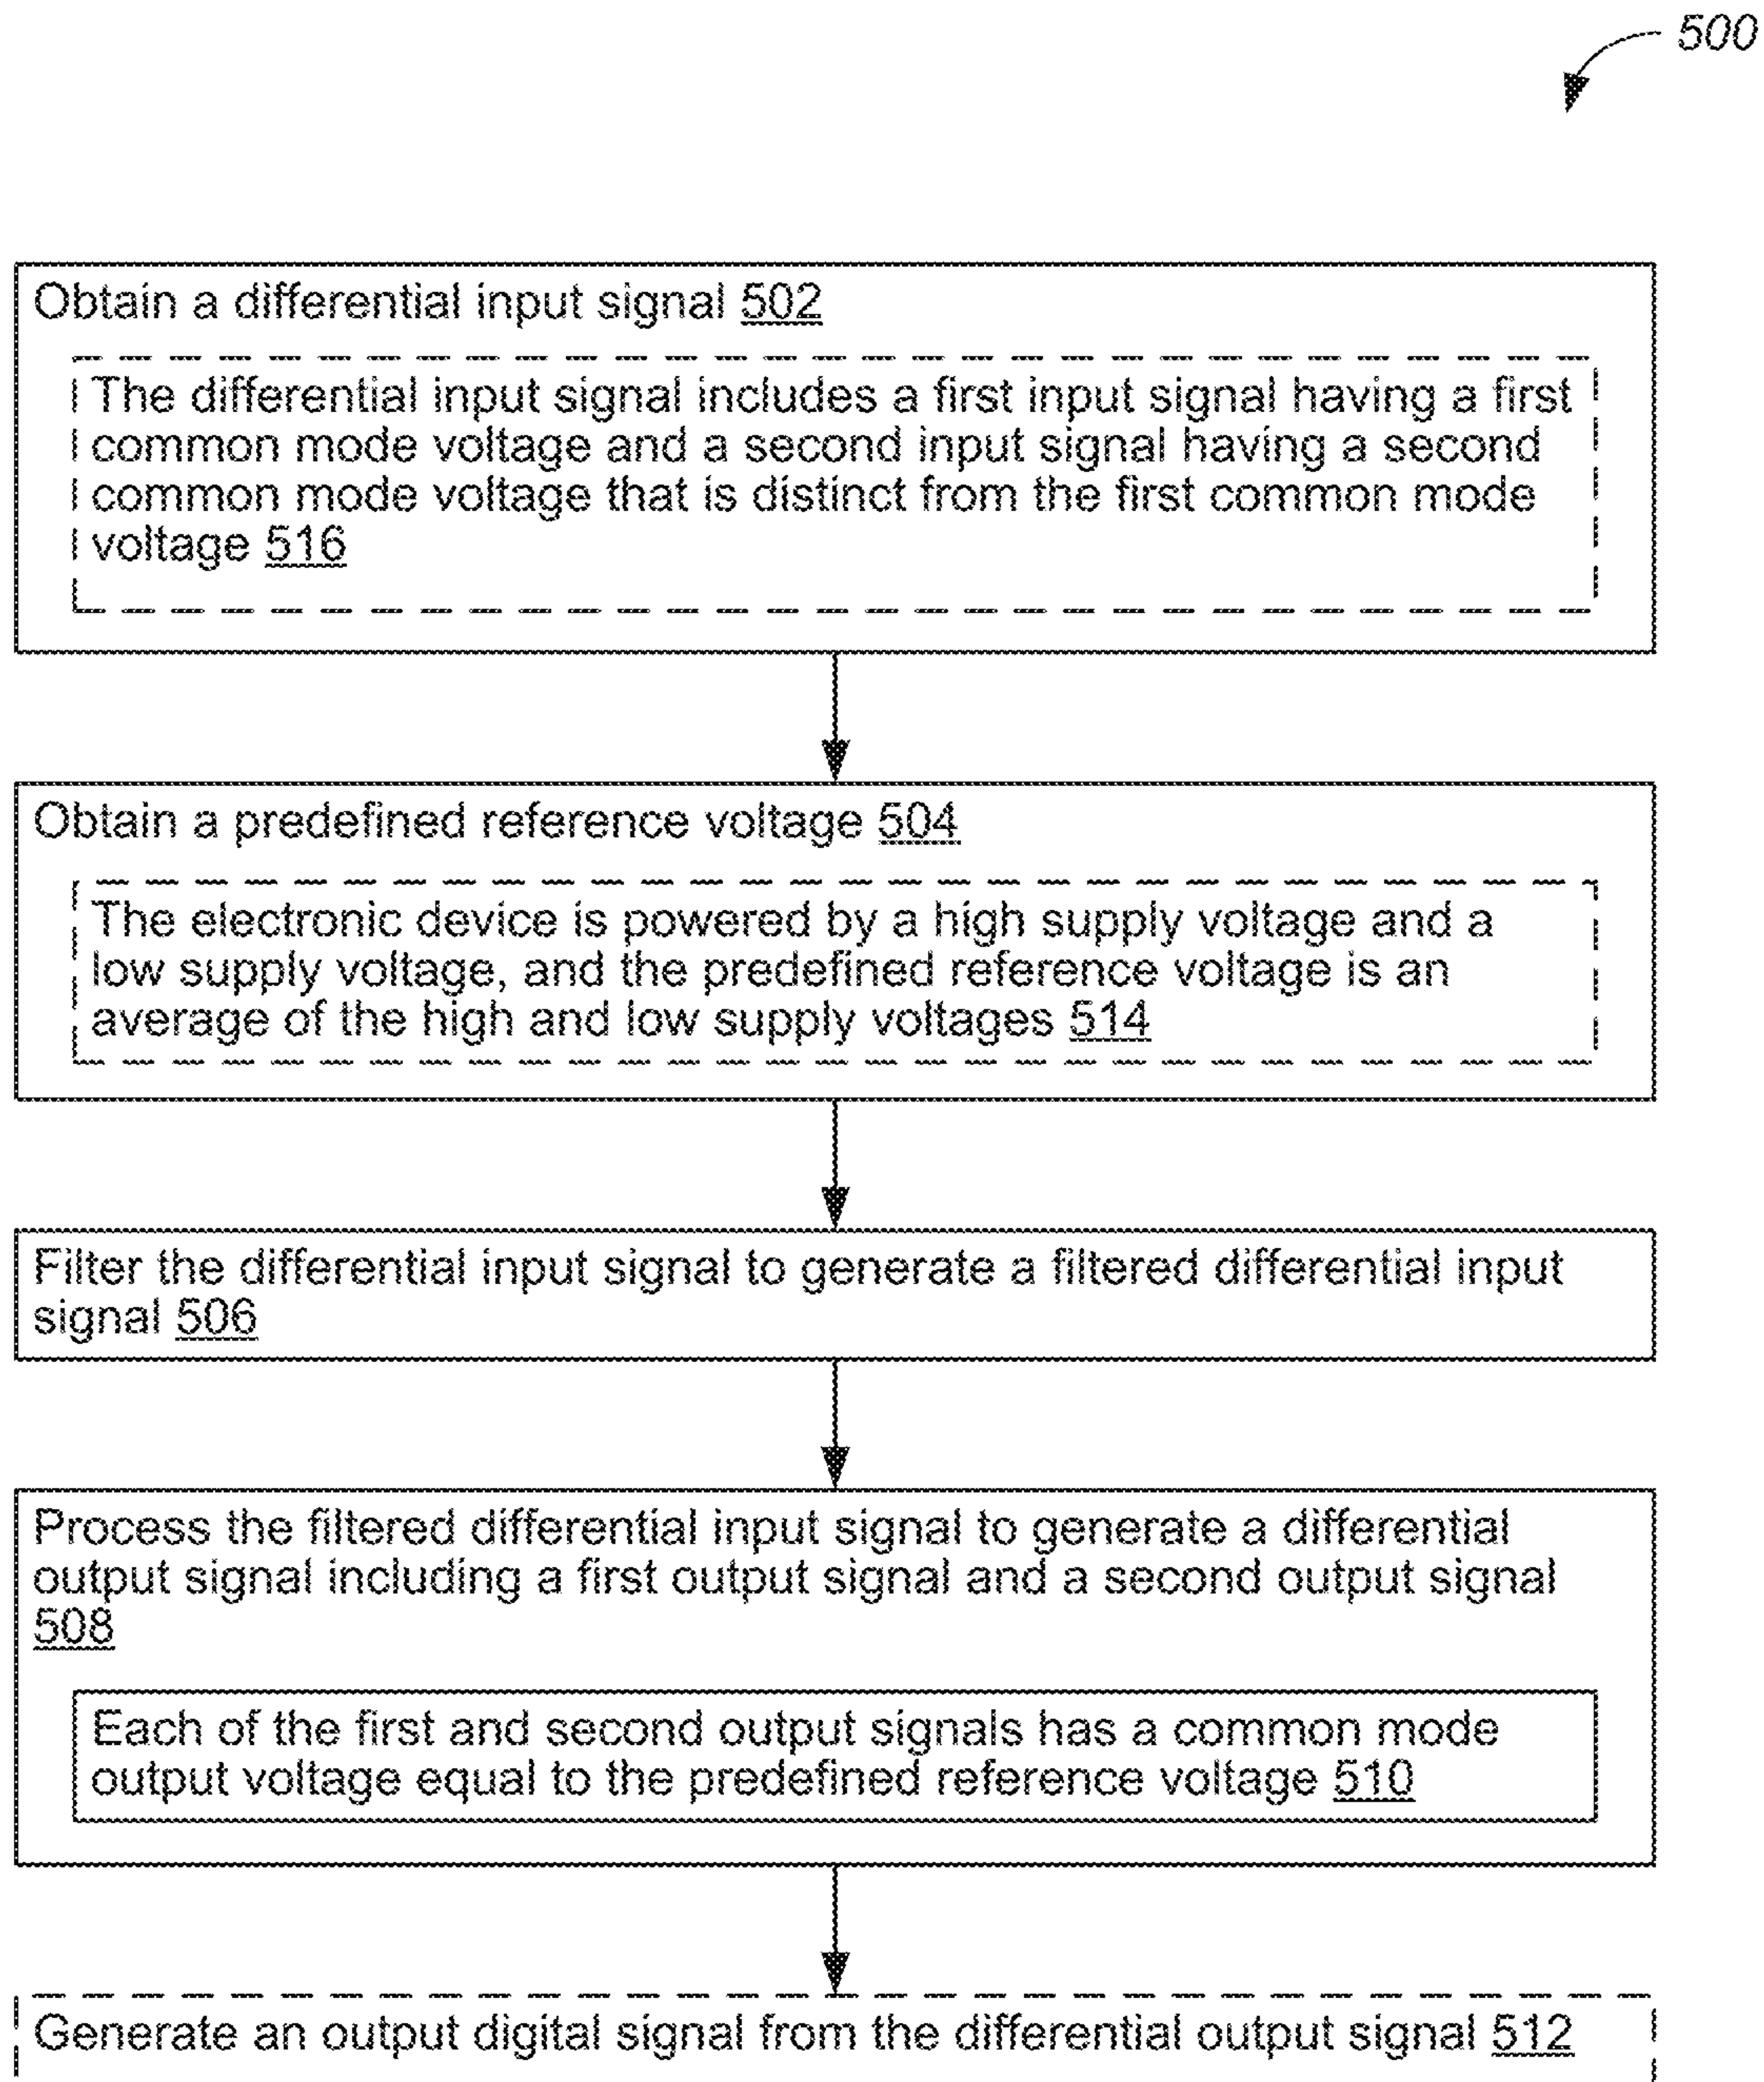 500
Obtain a differential input signal 502
The differential input signal includes a first input signal having a first
common mode voltage and a second input signal having a second
common mode voltage that is distinct from the first common mode
voltage 516
Obtain a predefined reference voltage 504
The electronic device is powered by a high supply voltage and a
low supply voltage, and the predefined reference voltage is an
average of the high and low supply voltages 514
Filter the differential input signal to generate a filtered differential input
signal 506
Process the filtered differential input signal to generate a differential
output signal including a first output signal and a second output signal
508
Each of the first and second output signals has a common mode
output voltage equal to the predefined reference voltage 510
Generate an output digital signal from the differential output signal 512